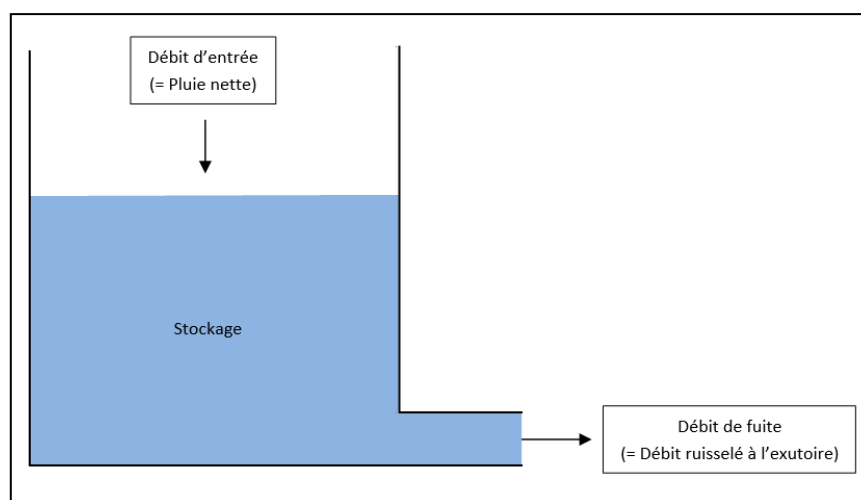 Débit d'entrée
(= Pluie nette)
Stockage
Débit de fuite
(= Débit ruisselé à l'exutoire)